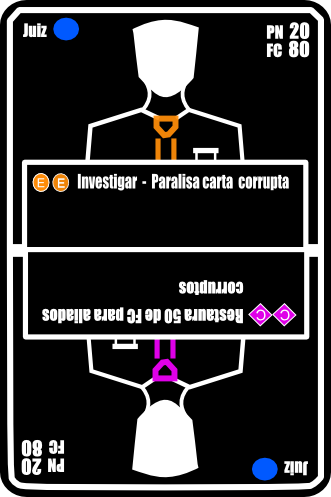 Juiz
PN 20
FC 80
E E Investigar - Paralisa carta corrupta
C C Restaura 50 de FC para aliados
corruptos
Juiz
PN 20
FC 80